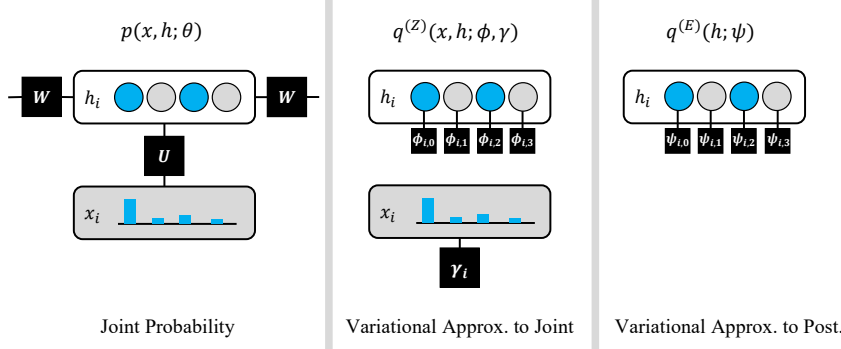 p(x, h; θ)
W
h_i
W
U
x_i
Joint Probability
q^(Z)(x, h; ϕ, γ)
h_i
ϕ_i,0 ϕ_i,1 ϕ_i,2 ϕ_i,3
x_i
γ_i
Variational Approx. to Joint
q^(E)(h; ψ)
h_i
ψ_i,0 ψ_i,1 ψ_i,2 ψ_i,3
Variational Approx. to Post.